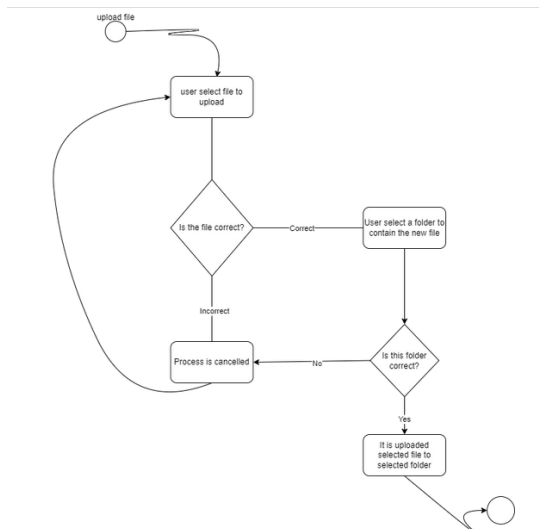 upload file
user select file to
upload
Is the file correct?
Correct
User select a folder to
contain the new file
Incorrect
Process is cancelled
No
Is this folder
correct?
Yes
It is uploaded
selected file to
selected folder